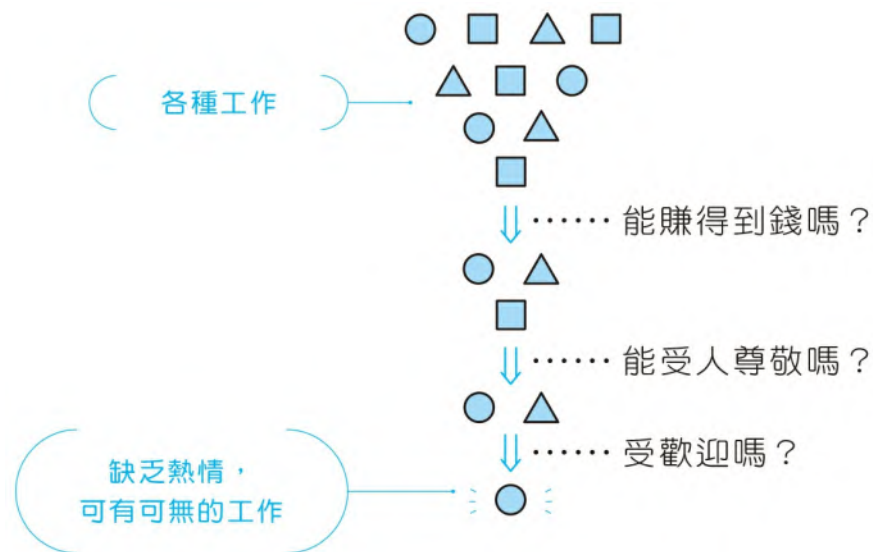 各種工作
⋯⋯能賺得到錢嗎？
⋯⋯能受人尊敬嗎？
⋯⋯受歡迎嗎？
缺乏熱情，
可有可無的工作